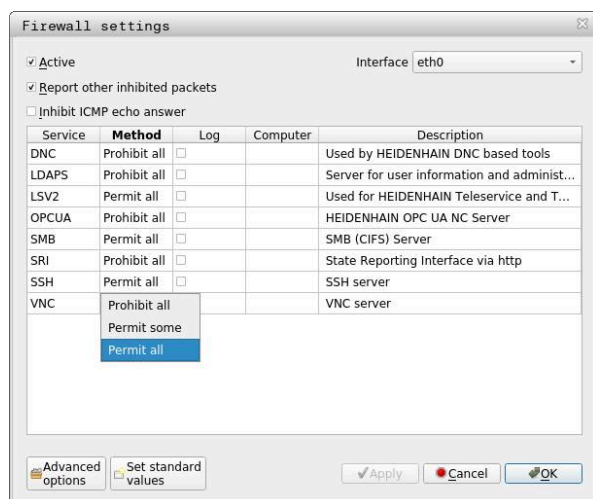 Firewall settings
Active
Interface eth0
Report other inhibited packets
Inhibit ICMP echo answer
Service Method Log Computer Description
DNC Prohibit all Used by HEIDENHAIN DNC based tools
LDAPS Prohibit all Server for user information and administ...
LSV2 Permit all Used for HEIDENHAIN Teleservice and T...
OPCUA Prohibit all HEIDENHAIN OPC UA NC Server
SMB Permit all SMB (CIFS) Server
SRI Prohibit all State Reporting Interface via http
SSH Permit all SSH server
VNC Prohibit all VNC server
Permit some
Permit all
Advanced options
Set standard values
Apply
Cancel
OK